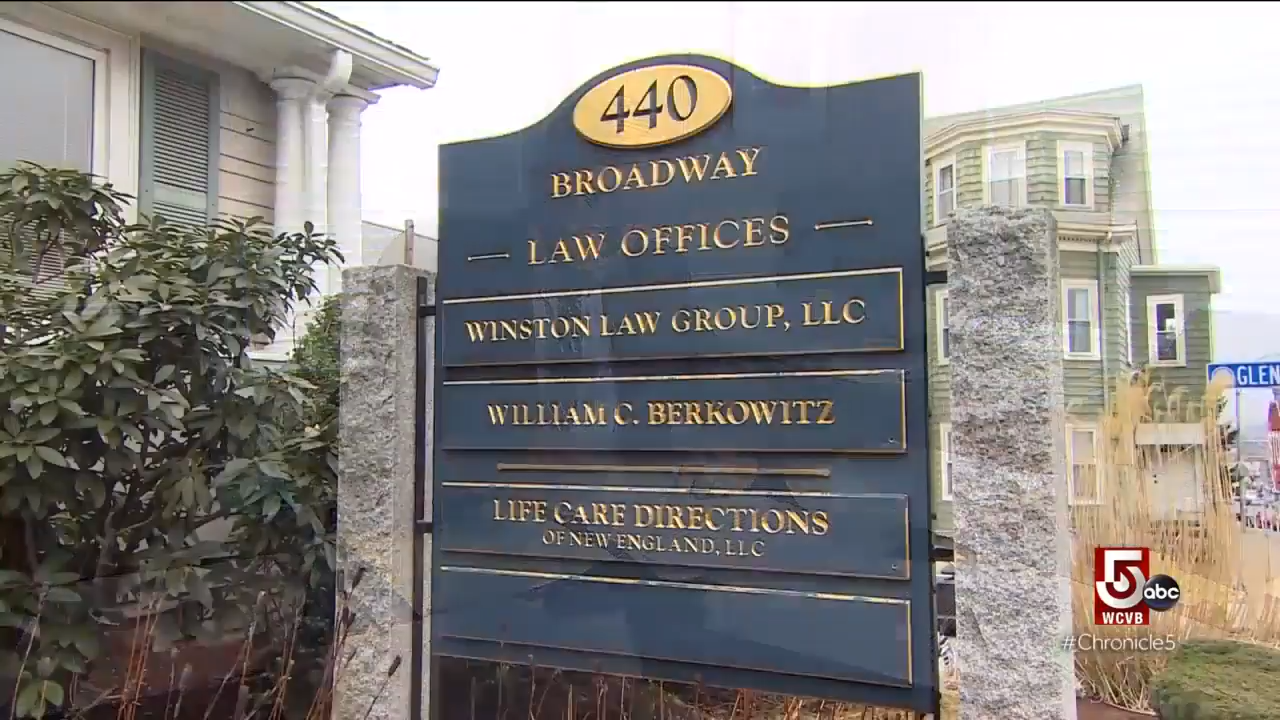 440
BROADWAY
LAW OFFICES
WINSTON LAW GROUP, LLC
WILLIAM C. BERKOWITZ
LIFE CARE DIRECTIONS
OF NEW ENGLAND, LLC
GLEN
5 abc
WCVB
#Chronicle5